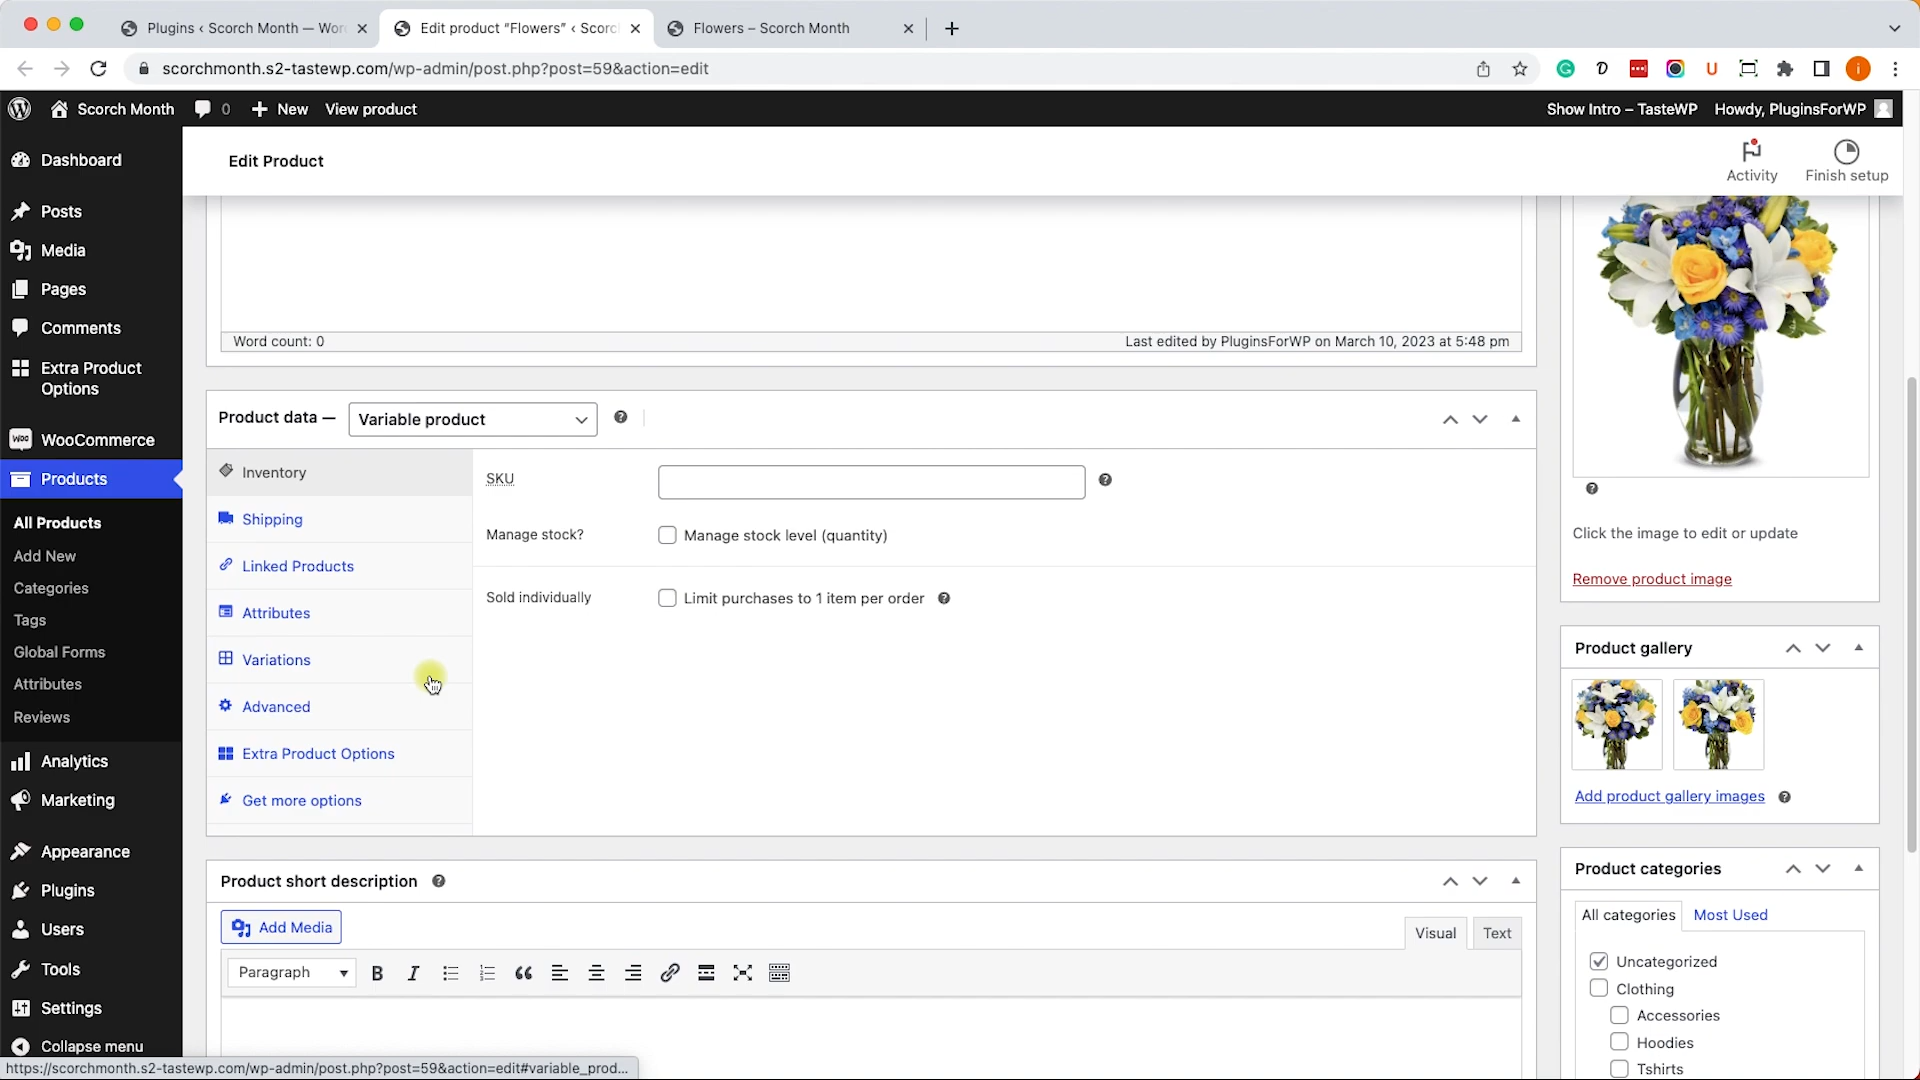 Plugins ‹ Scorch Month — Wor
Edit product “Flowers” ‹ Scorc
Flowers – Scorch Month
scorchmonth.s2-tastewp.com/wp-admin/post.php?post=59&action=edit
Scorch Month
0
New
View product
Show Intro – TasteWP
Howdy, PluginsForWP
Dashboard
Posts
Media
Pages
Comments
Extra Product
Options
WooCommerce
Products
All Products
Add New
Categories
Tags
Global Forms
Attributes
Reviews
Analytics
Marketing
Appearance
Plugins
Users
Tools
Settings
Collapse menu
Edit Product
Activity
Finish setup
Word count: 0
Last edited by PluginsForWP on March 10, 2023 at 5:48 pm
Product data —
Variable product
Inventory
Shipping
Linked Products
Attributes
Variations
Advanced
Extra Product Options
Get more options
SKU
Manage stock?
Manage stock level (quantity)
Sold individually
Limit purchases to 1 item per order
Product short description
Add Media
Visual
Text
Paragraph
Click the image to edit or update
Remove product image
Product gallery
Add product gallery images
Product categories
All categories
Most Used
Uncategorized
Clothing
Accessories
Hoodies
Tshirts
https://scorchmonth.s2-tastewp.com/wp-admin/post.php?post=59&action=edit#variable_prod...